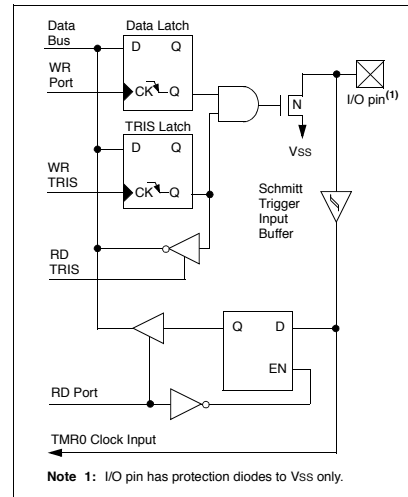 Data
Bus
Data Latch
D Q
WR
Port
CK Q
N
I/O pin(1)
VSS
TRIS Latch
D Q
WR
TRIS
CK Q
Schmitt
Trigger
Input
Buffer
RD
TRIS
Q D
EN
RD Port
TMR0 Clock Input
Note 1: I/O pin has protection diodes to VSS only.